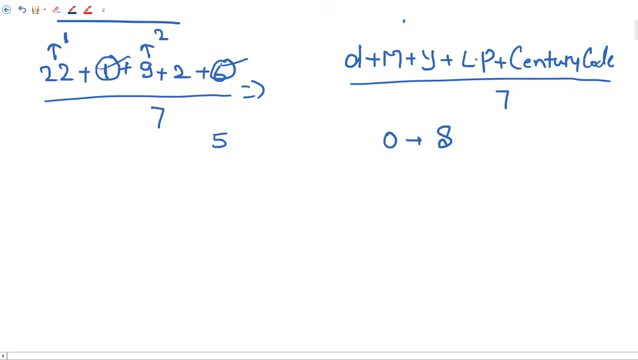 ↑1 ↑2
22 + 1 + 9 + 2 + 6 =>
7
5
d+M+y+L.P+Century Code
7
0 → 8